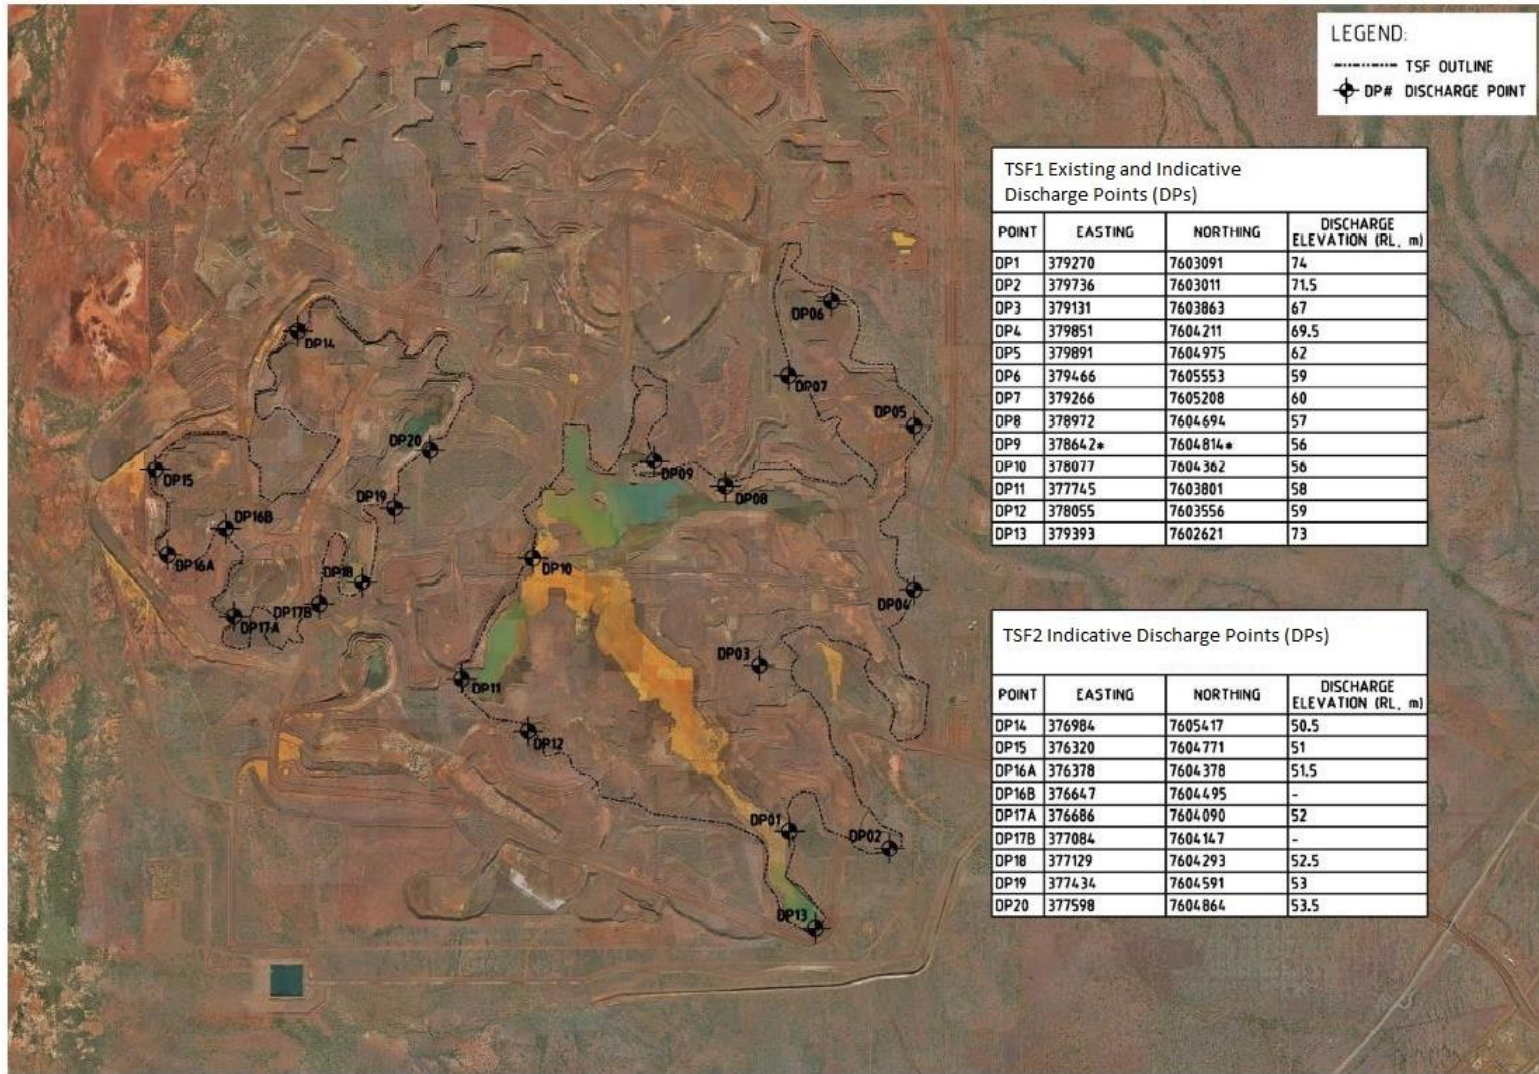 LEGEND:
TSF OUTLINE
DP# DISCHARGE POINT
TSF1 Existing and Indicative
Discharge Points (DPs)
POINT EASTING NORTHING DISCHARGE ELEVATION (RL, m)
DP1 379270 7603091 74
DP2 379736 7603011 71.5
DP3 379131 7603863 67
DP4 379851 7604211 69.5
DP5 379891 7604975 62
DP6 379466 7605553 59
DP7 379266 7605208 60
DP8 378972 7604694 57
DP9 378642* 7604814* 56
DP10 378077 7604362 56
DP11 377745 7603801 58
DP12 378055 7603556 59
DP13 379393 7602621 73
TSF2 Indicative Discharge Points (DPs)
POINT EASTING NORTHING DISCHARGE ELEVATION (RL, m)
DP14 376984 7605417 50.5
DP15 376320 7604771 51
DP16A 376378 7604378 51.5
DP16B 376647 7604495 -
DP17A 376686 7604090 52
DP17B 377084 7604147 -
DP18 377129 7604293 52.5
DP19 377434 7604591 53
DP20 377598 7604864 53.5
DP06
DP14
DP07
DP05
DP20
DP09
DP15
DP08
DP19
DP16B
DP16A
DP10
DP18
DP17B
DP04
DP17A
DP03
DP11
DP12
DP01
DP02
DP13